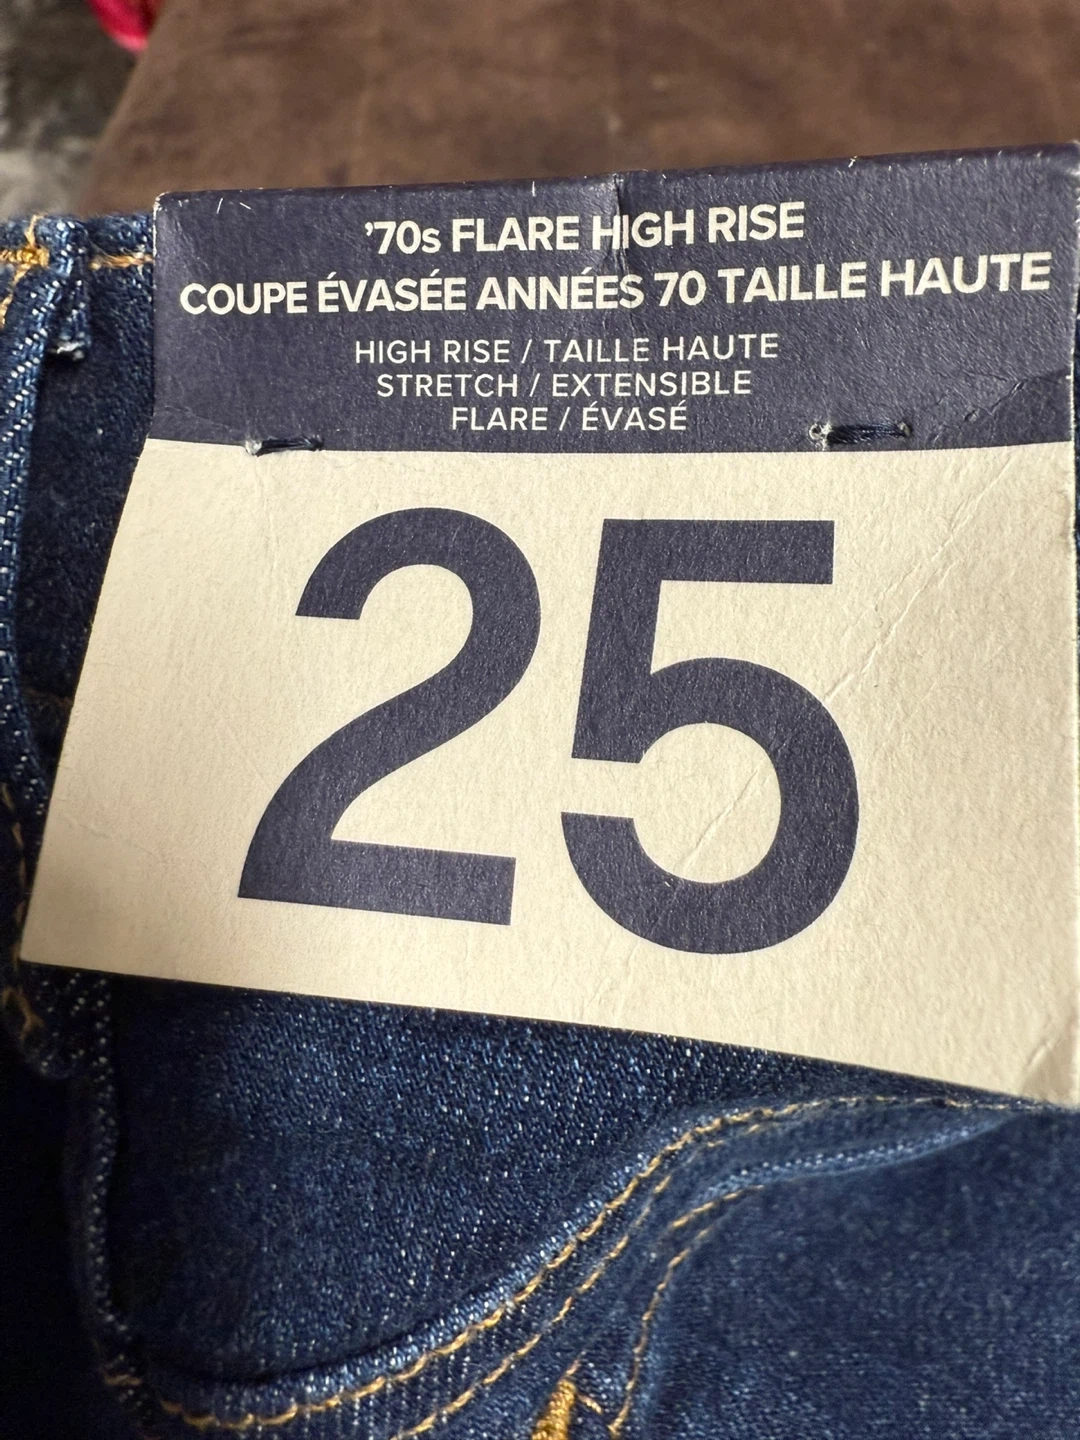 ’70s FLARE HIGH RISE
COUPE ÉVASÉE ANNÉES 70 TAILLE HAUTE
HIGH RISE / TAILLE HAUTE
STRETCH / EXTENSIBLE
FLARE / ÉVASÉ
25